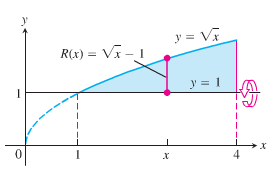 y
y = √x
R(x) = √x − 1
y = 1
1
0
1
x
4
x